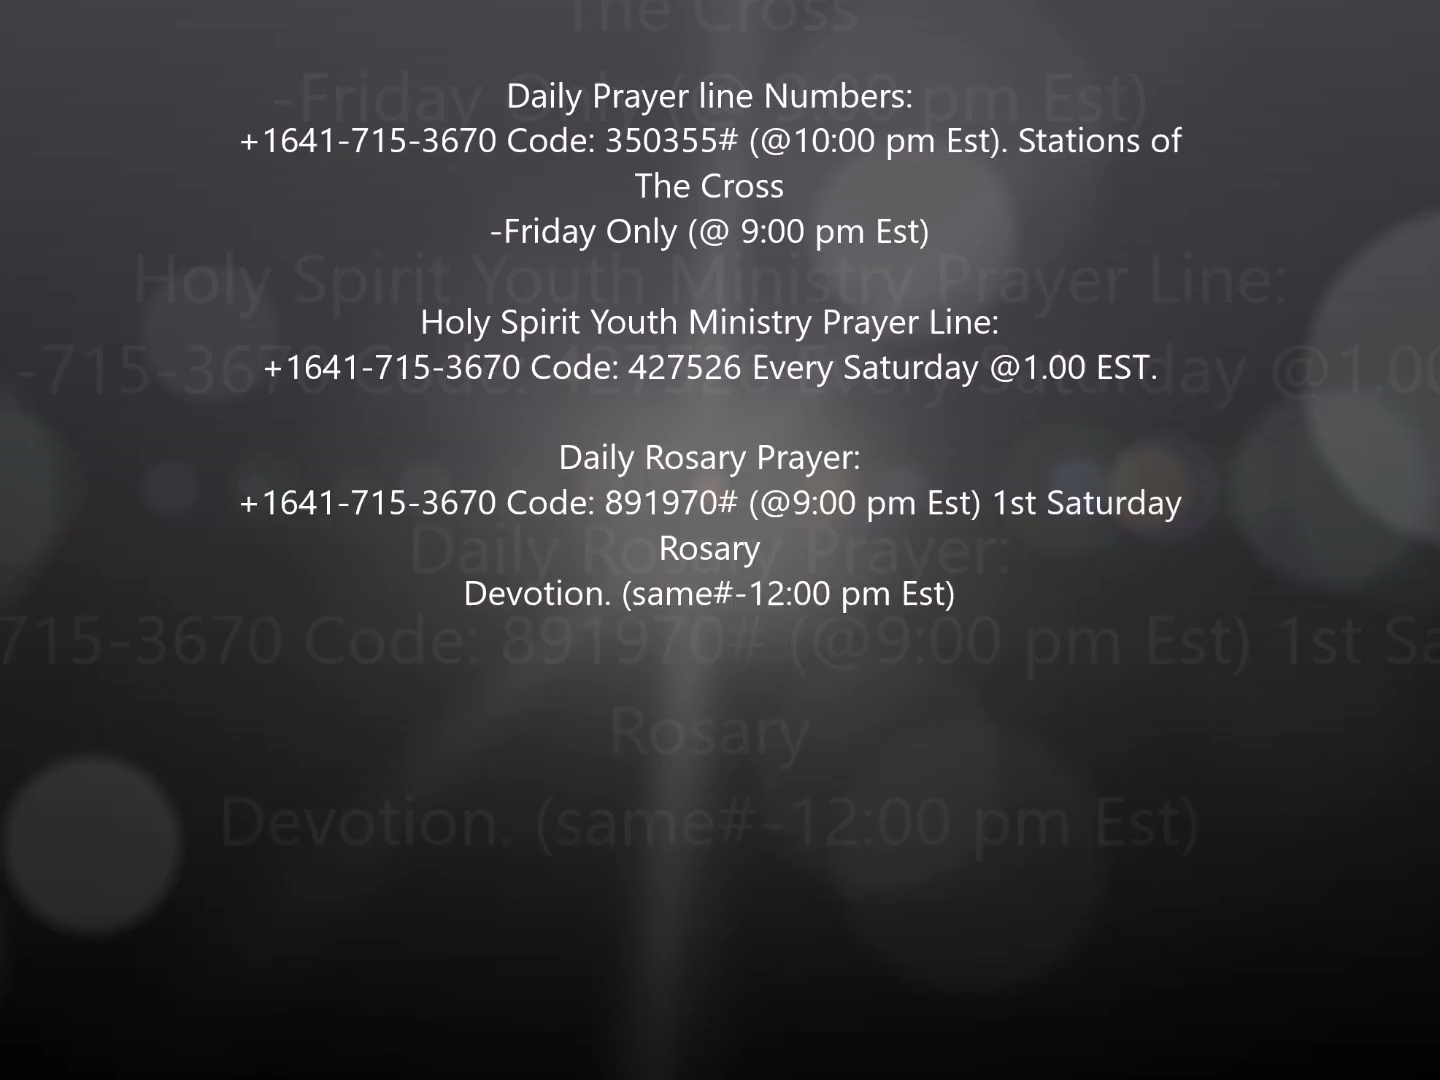 Daily Prayer line Numbers:
+1641-715-3670 Code: 350355# (@10:00 pm Est). Stations of
The Cross
-Friday Only (@ 9:00 pm Est)
Holy Spirit Youth Ministry Prayer Line:
+1641-715-3670 Code: 427526 Every Saturday @1.00 EST.
Daily Rosary Prayer:
+1641-715-3670 Code: 891970# (@9:00 pm Est) 1st Saturday
Rosary
Devotion. (same#-12:00 pm Est)